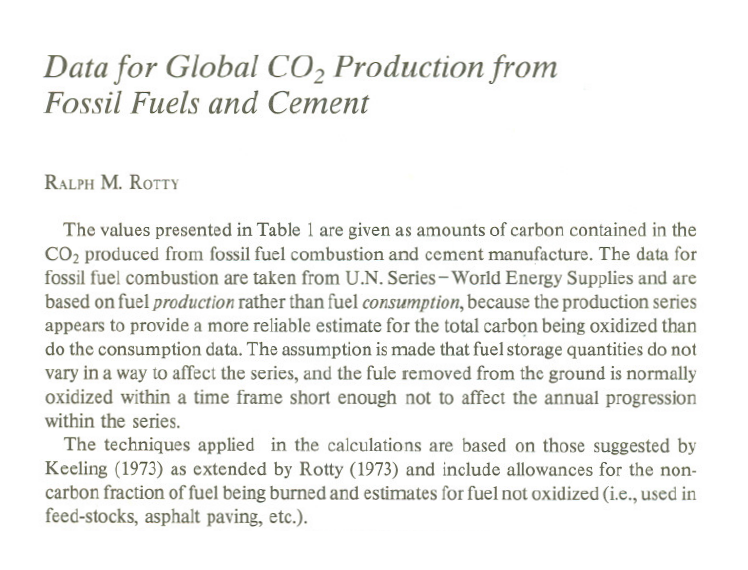 Data for Global CO₂ Production from
Fossil Fuels and Cement
RALPH M. ROTTY
The values presented in Table 1 are given as amounts of carbon contained in the
CO₂ produced from fossil fuel combustion and cement manufacture. The data for
fossil fuel combustion are taken from U.N. Series–World Energy Supplies and are
based on fuel production rather than fuel consumption, because the production series
appears to provide a more reliable estimate for the total carbon being oxidized than
do the consumption data. The assumption is made that fuel storage quantities do not
vary in a way to affect the series, and the fule removed from the ground is normally
oxidized within a time frame short enough not to affect the annual progression
within the series.
The techniques applied in the calculations are based on those suggested by
Keeling (1973) as extended by Rotty (1973) and include allowances for the non-
carbon fraction of fuel being burned and estimates for fuel not oxidized (i.e., used in
feed-stocks, asphalt paving, etc.).